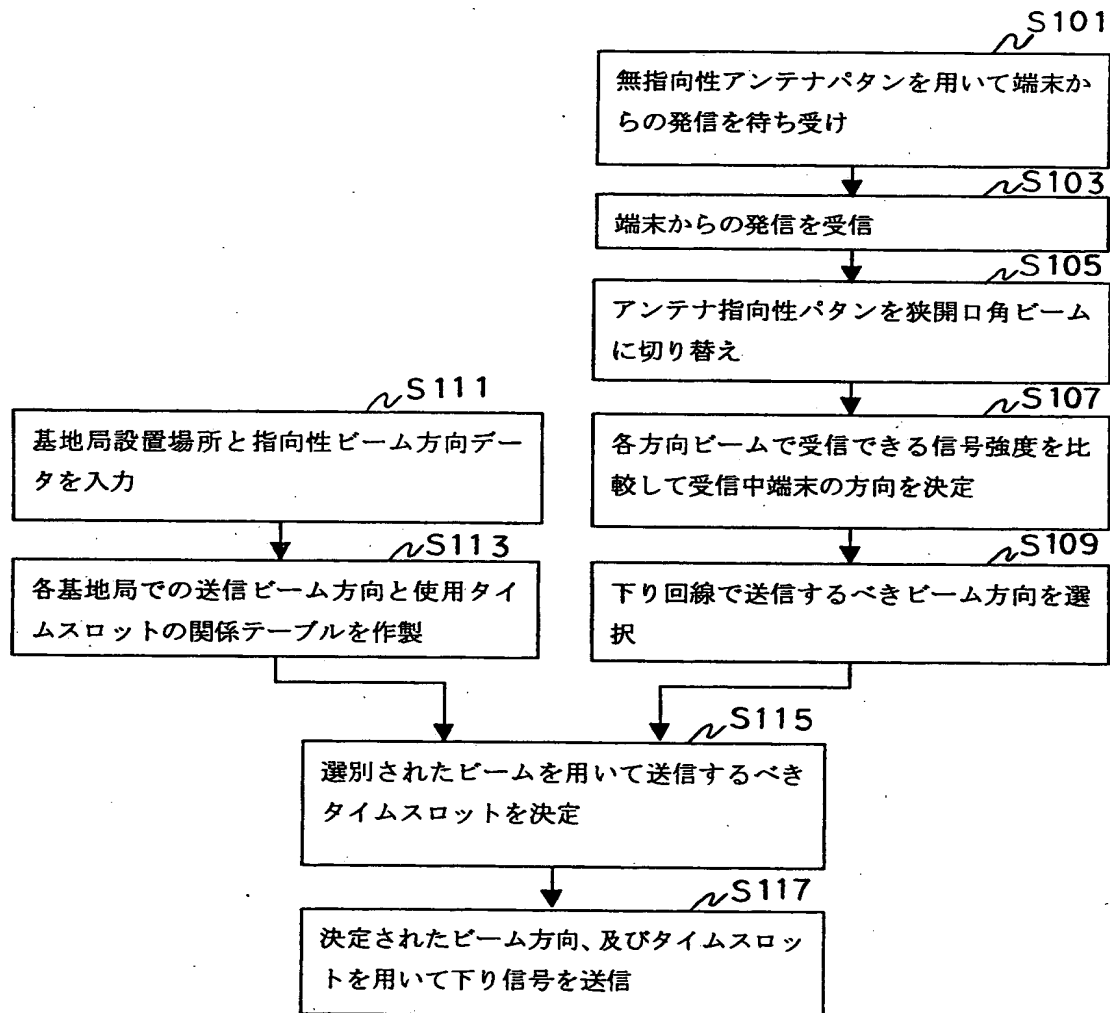 S101
無指向性アンテナパタンを用いて端末か
らの発信を待ち受け
S103
端末からの発信を受信
S105
アンテナ指向性パタンを狭開口角ビーム
に切り替え
S107
各方向ビームで受信できる信号強度を比
較して受信中端末の方向を決定
S109
下り回線で送信するべきビーム方向を選
択
S111
基地局設置場所と指向性ビーム方向デー
タを入力
S113
各基地局での送信ビーム方向と使用タイ
ムスロットの関係テーブルを作製
S115
選別されたビームを用いて送信するべき
タイムスロットを決定
S117
決定されたビーム方向、及びタイムスロッ
トを用いて下り信号を送信